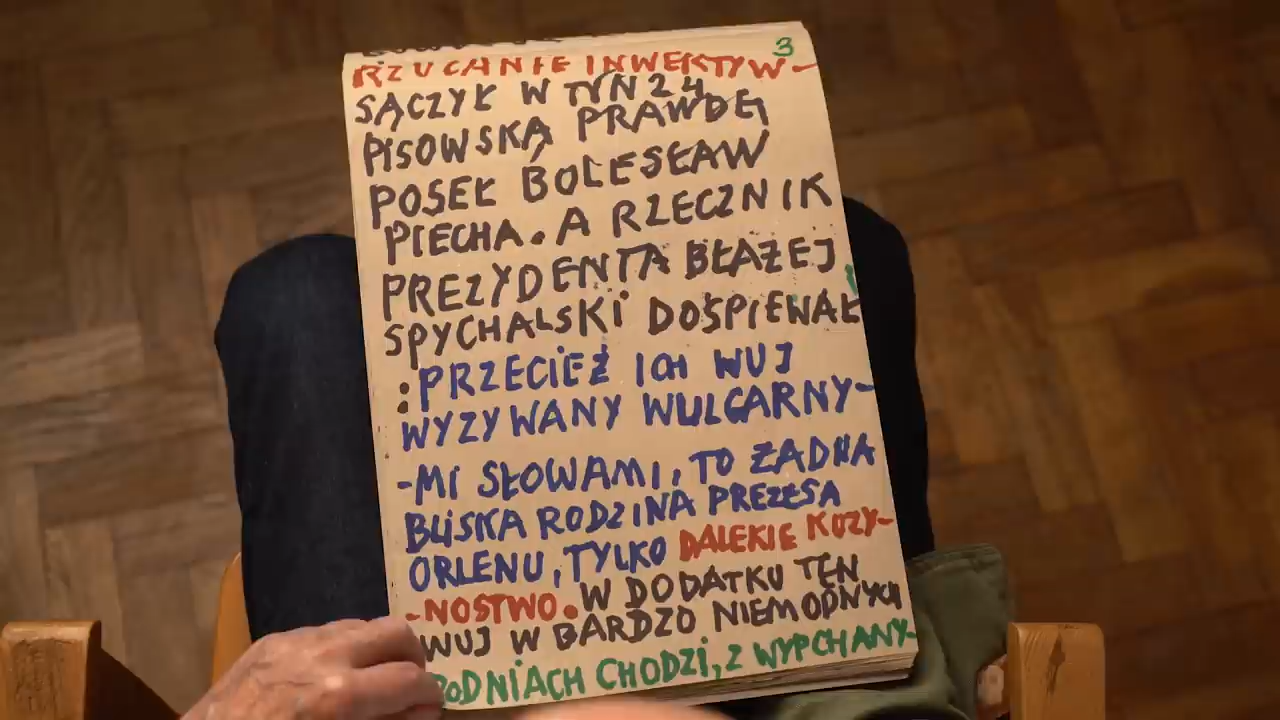 3
RZUCANIE INWEKTYW-
SĄCZYŁ W TVN24
PISOWSKĄ PRAWDĘ
POSEŁ BOLESŁAW
PIECHA. A RZECZNIK
PREZYDENTA BŁAŻEJ
SPYCHALSKI DOŚPIEWAŁ
:PRZECIEŻ ICH WUJ
WYZYWANY WULGARNY-
-MI SŁOWAMI, TO ŻADNA
BLISKA RODZINA PREZESA
ORLENU, TYLKO DALEKIE KUZY-
-NOSTWO. W DODATKU TEN
WUJ W BARDZO NIEMODNYCH
SPODNIACH CHODZI, Z WYPCHANY-